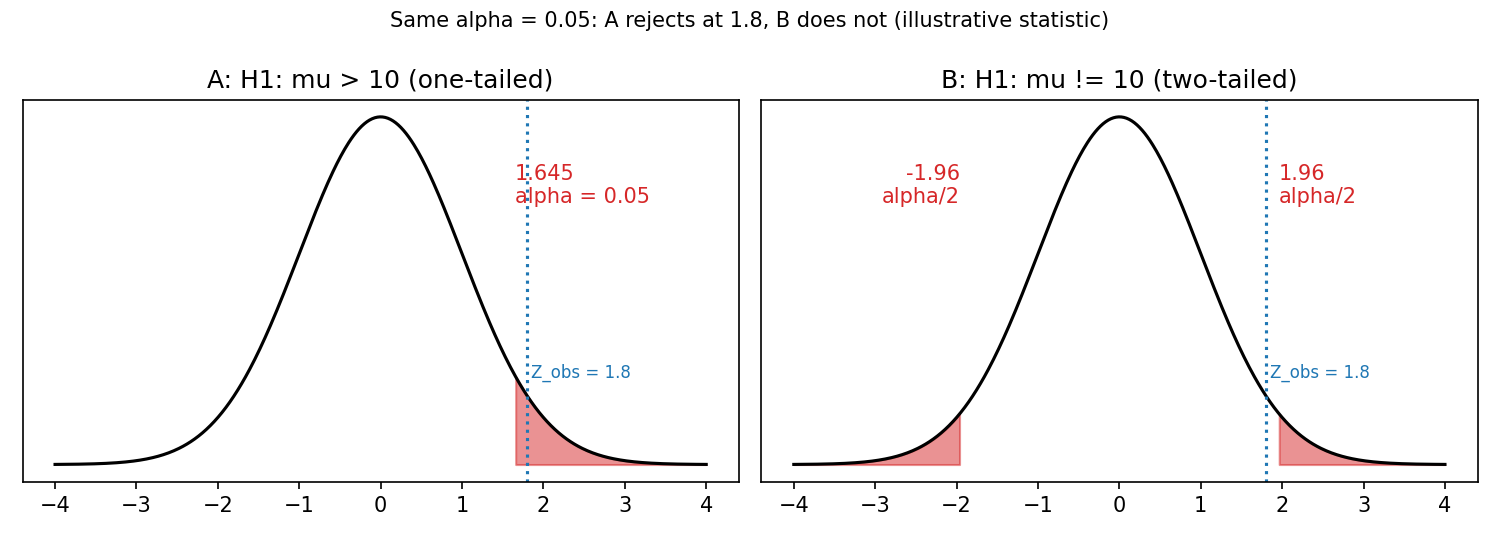 Same alpha = 0.05: A rejects at 1.8, B does not (illustrative statistic)
A: H1: mu > 10 (one-tailed)
1.645
alpha = 0.05
Z_obs = 1.8
−4 −3 −2 −1 0 1 2 3 4
B: H1: mu != 10 (two-tailed)
-1.96
alpha/2
1.96
alpha/2
Z_obs = 1.8
−4 −3 −2 −1 0 1 2 3 4